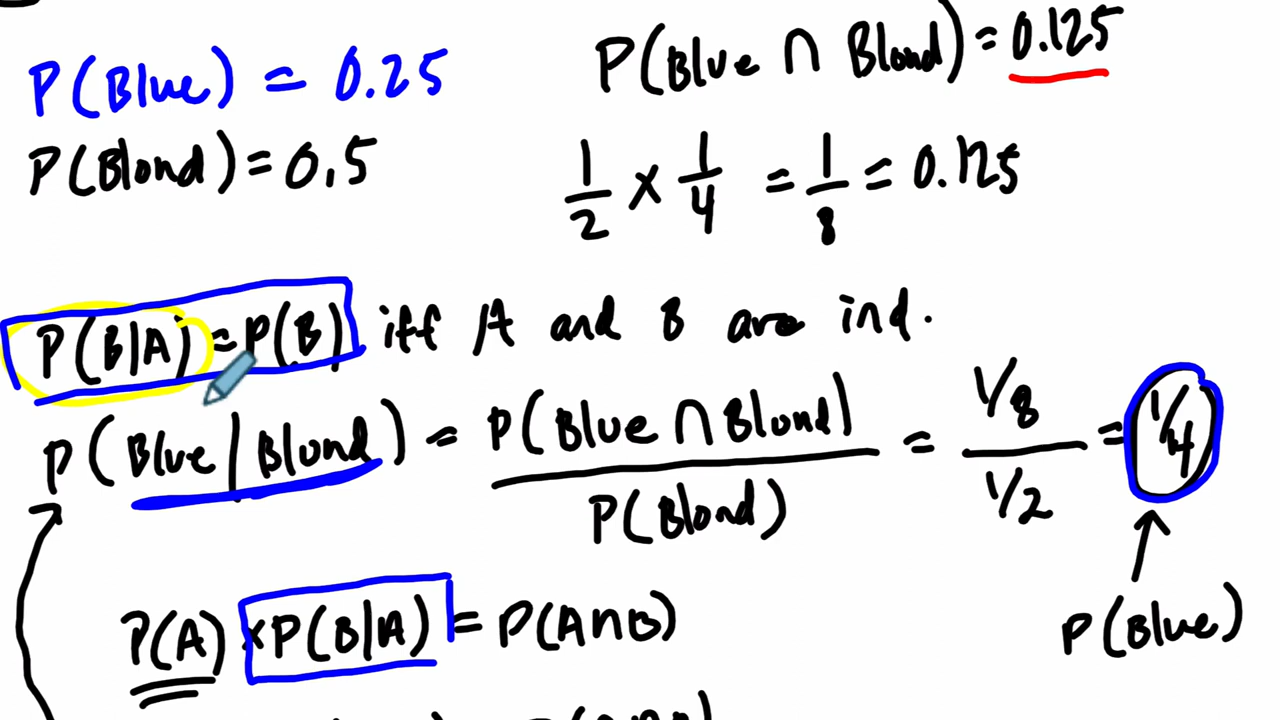 P(Blue) = 0.25
P(Blond) = 0.5
P(Blue ∩ Blond) = 0.125
1/2 × 1/4 = 1/8 = 0.125
P(B|A) = P(B) iff A and B are ind.
P(Blue|Blond) = P(Blue ∩ Blond) / P(Blond) = 1/8 / 1/2 = 1/4
P(Blue)
P(A) × P(B|A) = P(A∩B)